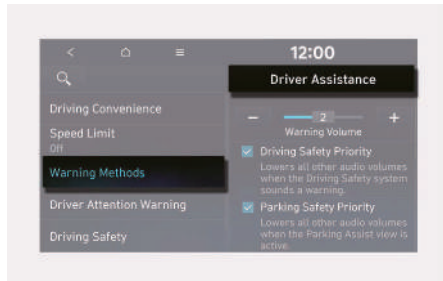 12:00
Driver Assistance
Driving Convenience
Speed Limit
Off
Warning Methods
Driver Attention Warning
Driving Safety
− 2 +
Warning Volume
Driving Safety Priority
Lowers all other audio volumes
when the Driving Safety system
sounds a warning.
Parking Safety Priority
Lowers all other audio volumes
when the Parking Assist view is
active.